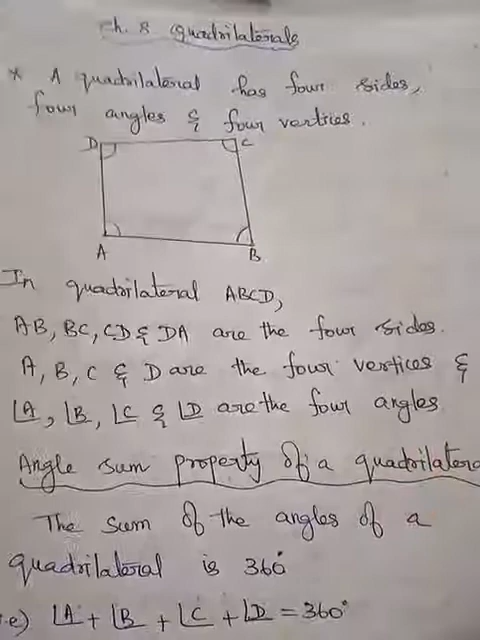 ch. 8 quadrilaterals
* A quadrilateral has four sides,
four angles & four vertices.
D C
A B
In quadrilateral ABCD,
AB, BC, CD & DA are the four sides.
A, B, C & D are the four vertices &
∠A, ∠B, ∠C & ∠D are the four angles
Angle sum property of a quadrilatera
The sum of the angles of a
quadrilateral is 360°
.e) ∠A + ∠B + ∠C + ∠D = 360°